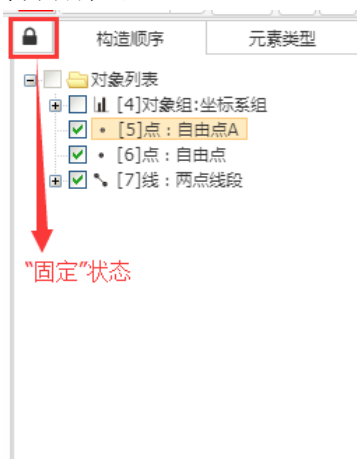 构造顺序 元素类型
对象列表
[4]对象组:坐标系组
[5]点：自由点A
[6]点：自由点
[7]线：两点线段
“固定”状态